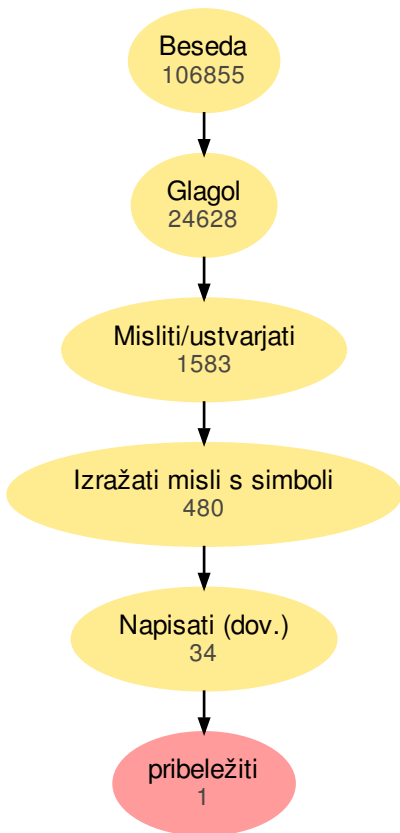 Beseda
106855
Glagol
24628
Misliti/ustvarjati
1583
Izražati misli s simboli
480
Napisati (dov.)
34
pribeležiti
1